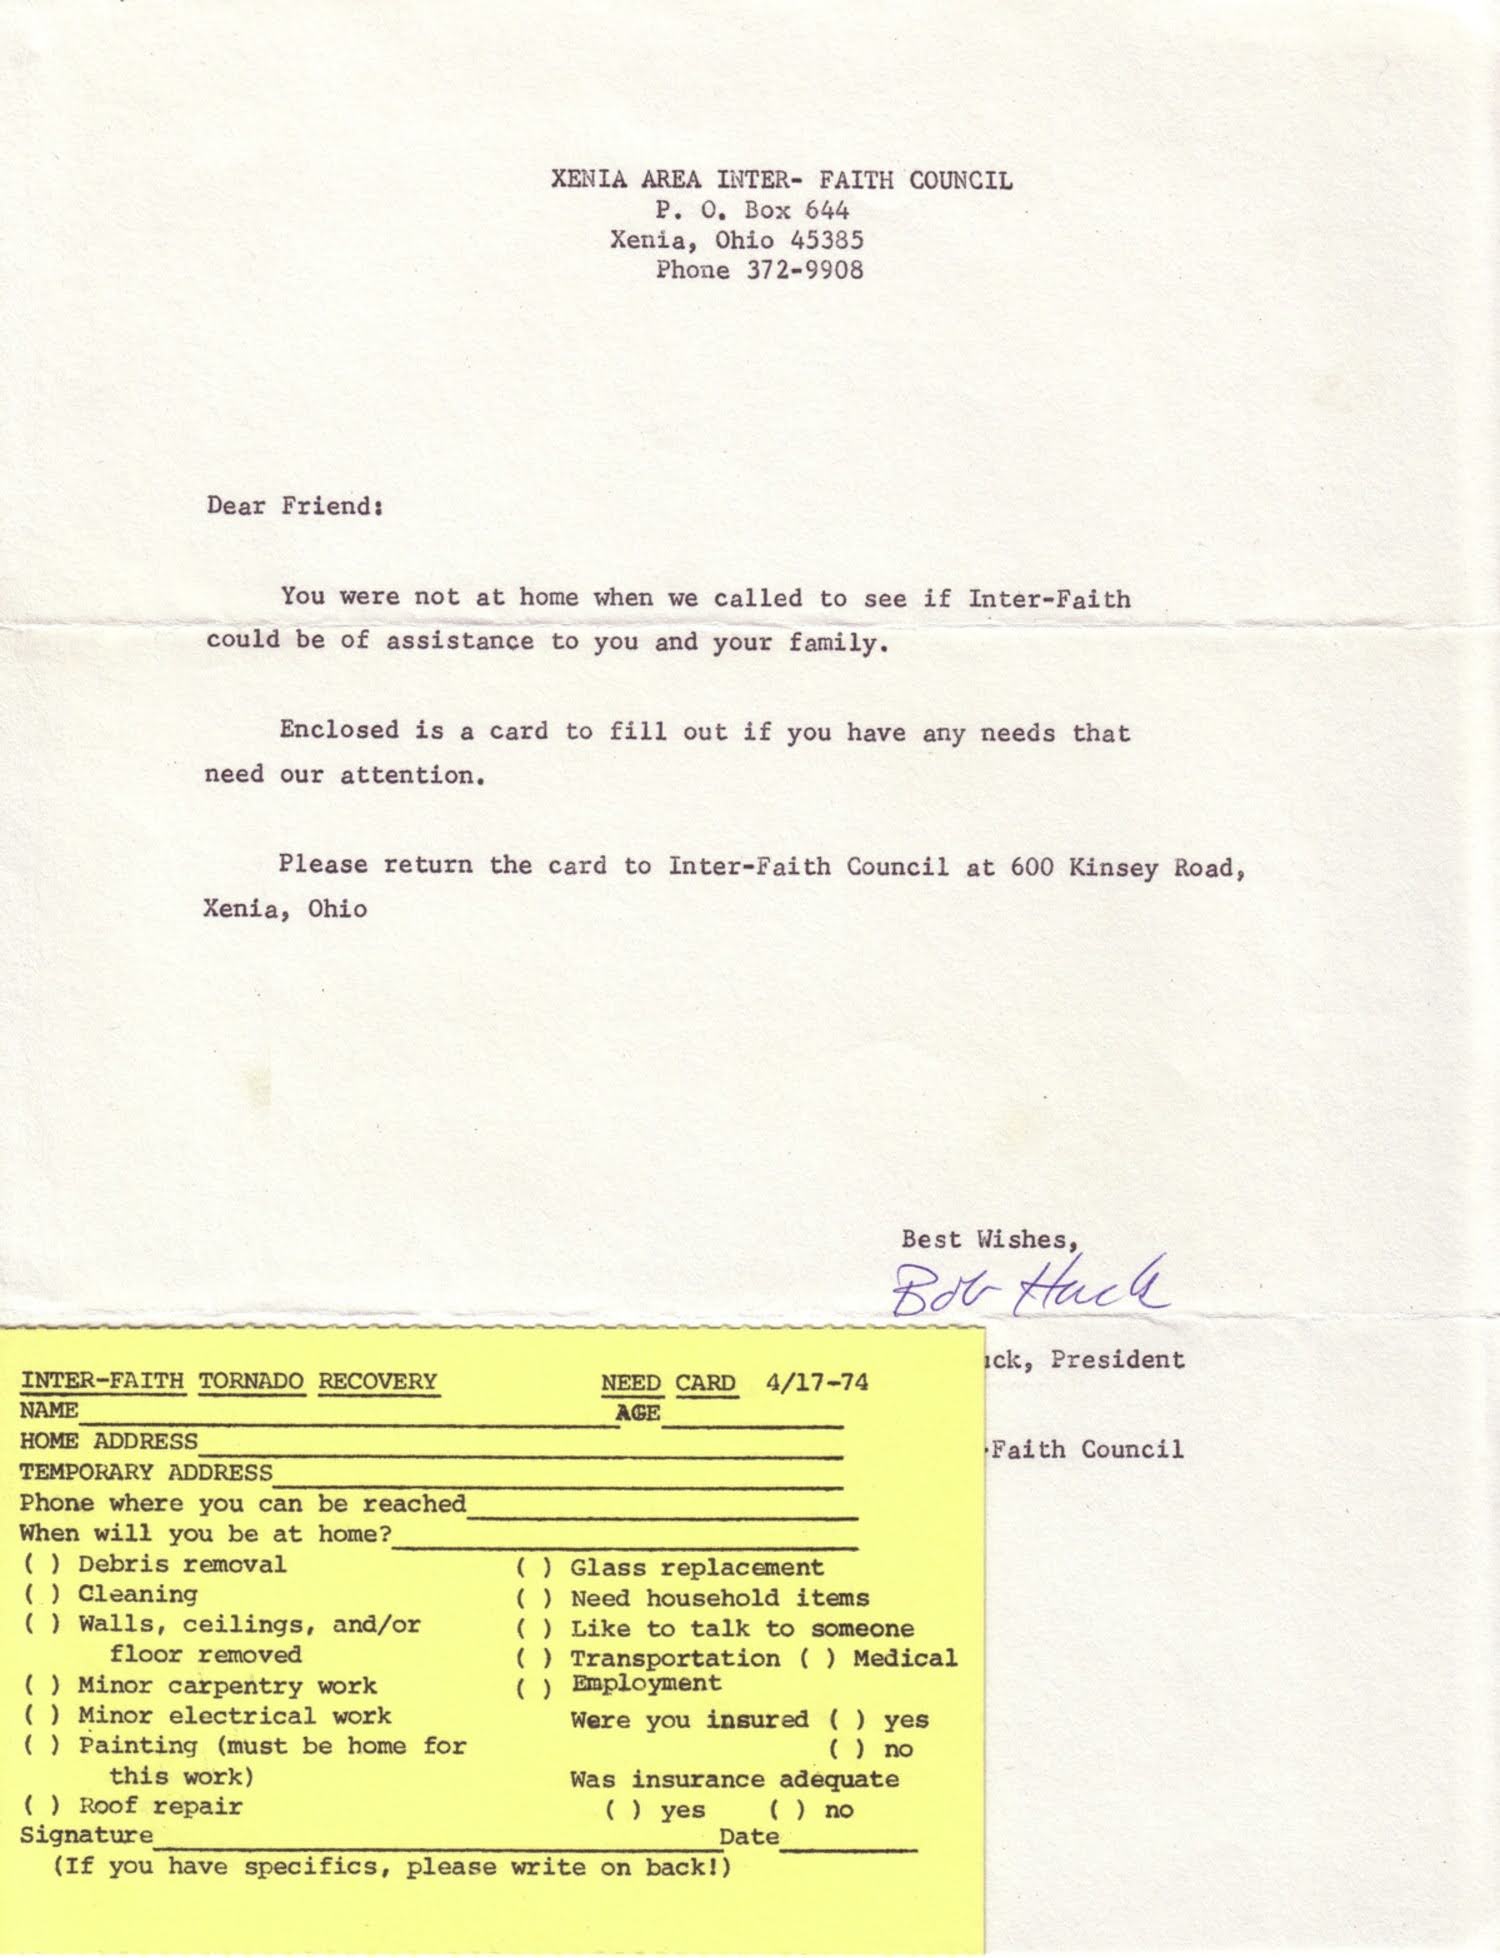 XENIA AREA INTER- FAITH COUNCIL
P. O. Box 644
Xenia, Ohio 45385
Phone 372-9908
Dear Friend:
You were not at home when we called to see if Inter-Faith
could be of assistance to you and your family.
Enclosed is a card to fill out if you have any needs that
need our attention.
Please return the card to Inter-Faith Council at 600 Kinsey Road,
Xenia, Ohio
Best Wishes,
Bob Huck
uck, President
-Faith Council
INTER-FAITH TORNADO RECOVERY NEED CARD 4/17-74
NAME AGE
HOME ADDRESS
TEMPORARY ADDRESS
Phone where you can be reached
When will you be at home?
( ) Debris removal ( ) Glass replacement
( ) Cleaning ( ) Need household items
( ) Walls, ceilings, and/or ( ) Like to talk to someone
floor removed ( ) Transportation ( ) Medical
( ) Minor carpentry work ( ) Employment
( ) Minor electrical work Were you insured ( ) yes
( ) Painting (must be home for ( ) no
this work) Was insurance adequate
( ) Roof repair ( ) yes ( ) no
Signature Date
(If you have specifics, please write on back!)